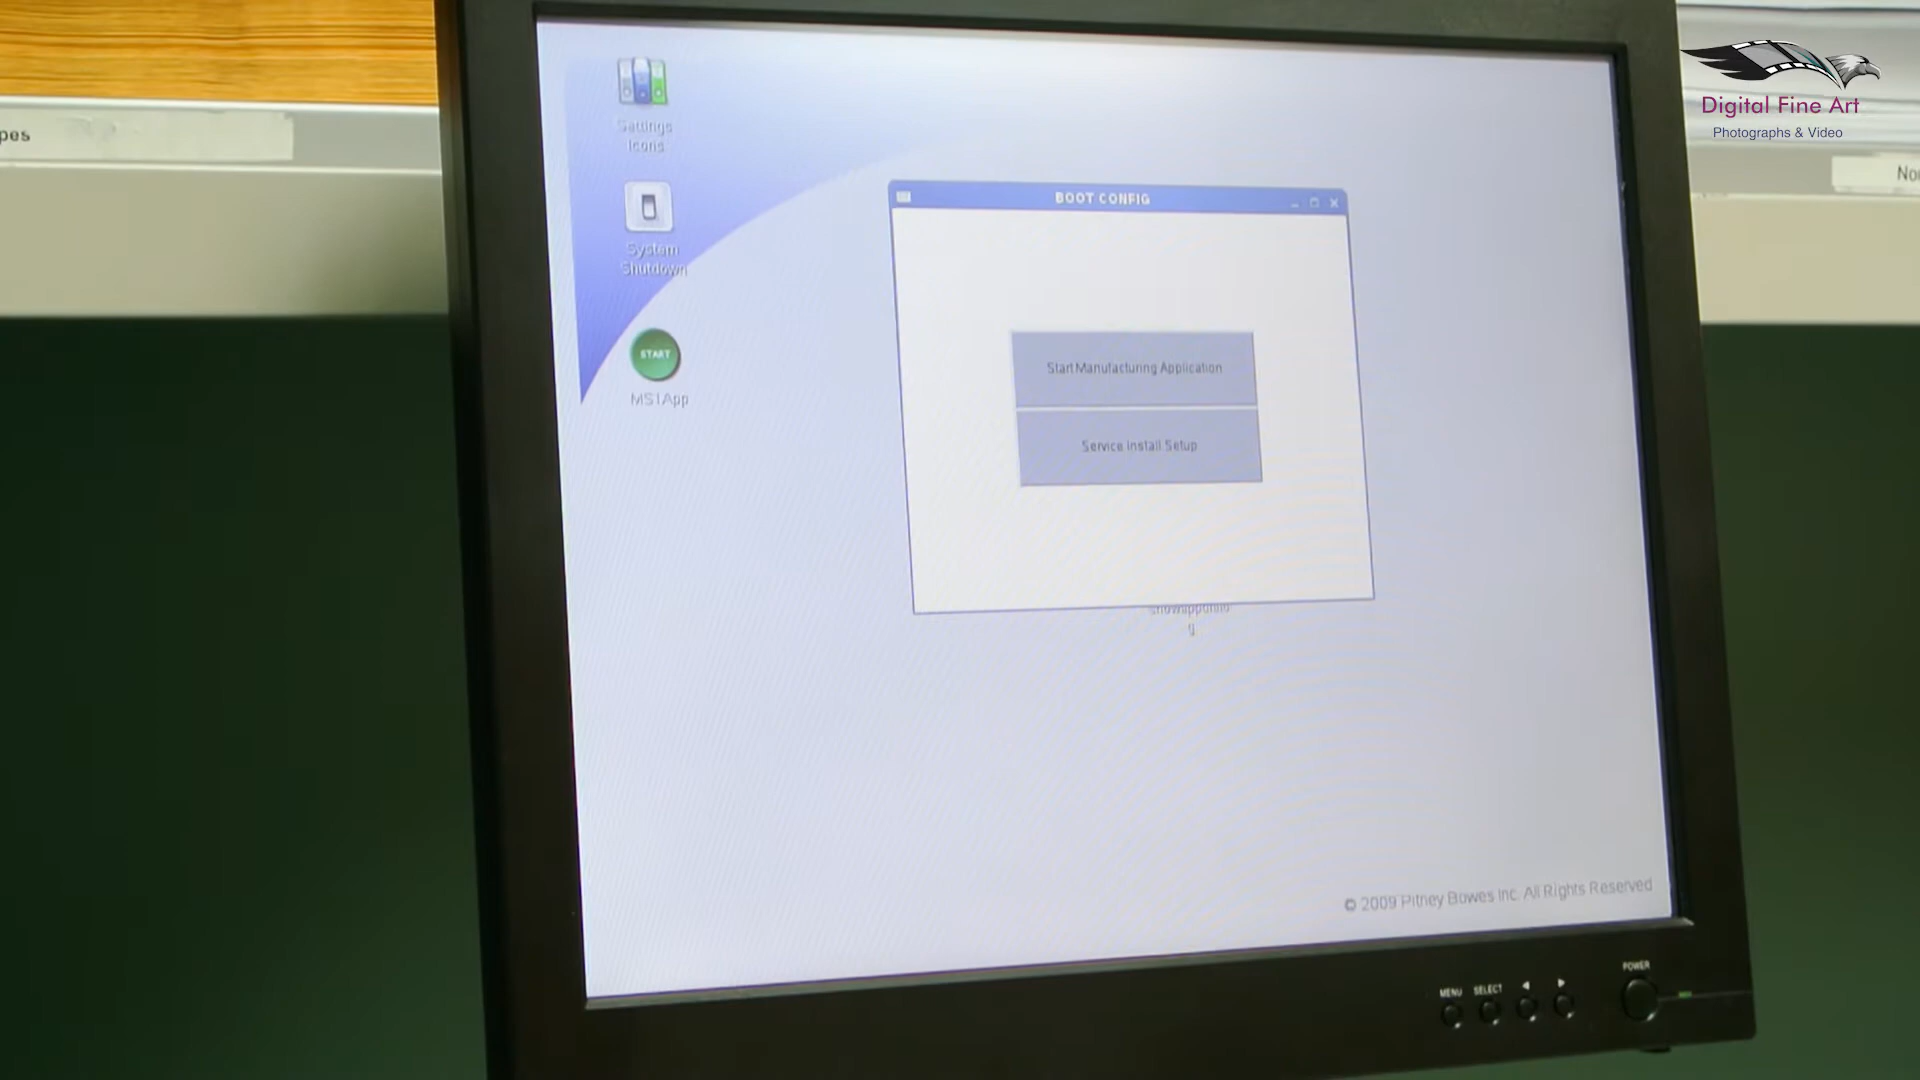 pes
Settings
Icons
System
Shutdown
START
BOOT CONFIG
Start Manufacturing Application
Service Install Setup
g
© 2009 Pitney Bowes Inc. All Rights Reserved
MENU SELECT ◀ ▶ POWER
Digital Fine Art
Photographs & Video
No